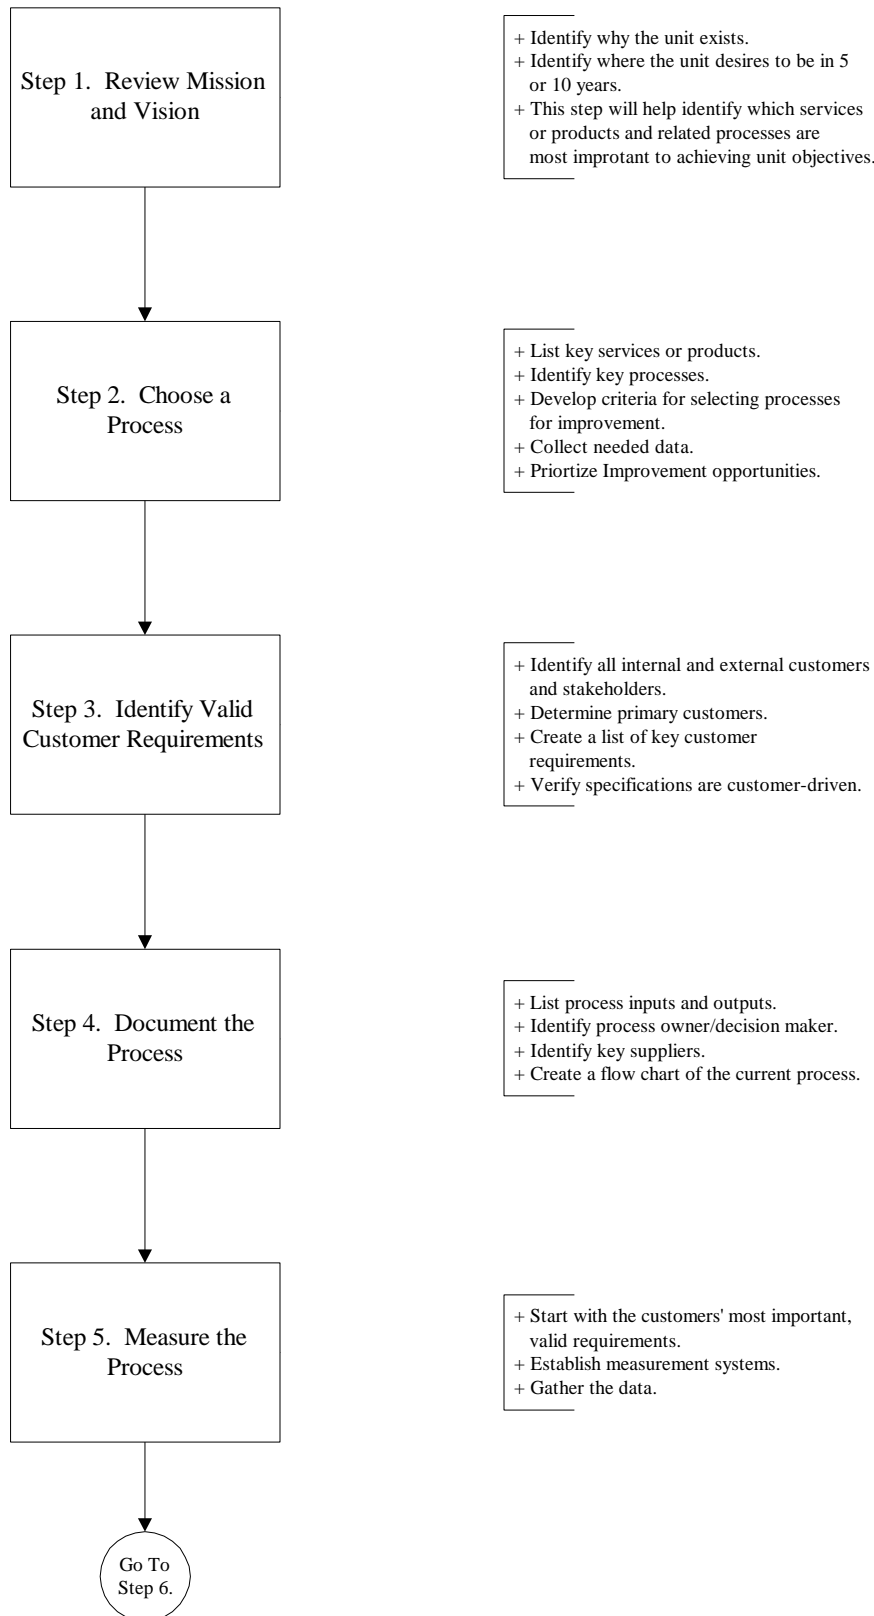 Step 1. Review Mission
and Vision
+ Identify why the unit exists.
+ Identify where the unit desires to be in 5
or 10 years.
+ This step will help identify which services
or products and related processes are
most improtant to achieving unit objectives.
Step 2. Choose a
Process
+ List key services or products.
+ Identify key processes.
+ Develop criteria for selecting processes
for improvement.
+ Collect needed data.
+ Priortize Improvement opportunities.
Step 3. Identify Valid
Customer Requirements
+ Identify all internal and external customers
and stakeholders.
+ Determine primary customers.
+ Create a list of key customer
requirements.
+ Verify specifications are customer-driven.
Step 4. Document the
Process
+ List process inputs and outputs.
+ Identify process owner/decision maker.
+ Identify key suppliers.
+ Create a flow chart of the current process.
Step 5. Measure the
Process
+ Start with the customers' most important,
valid requirements.
+ Establish measurement systems.
+ Gather the data.
Go To
Step 6.